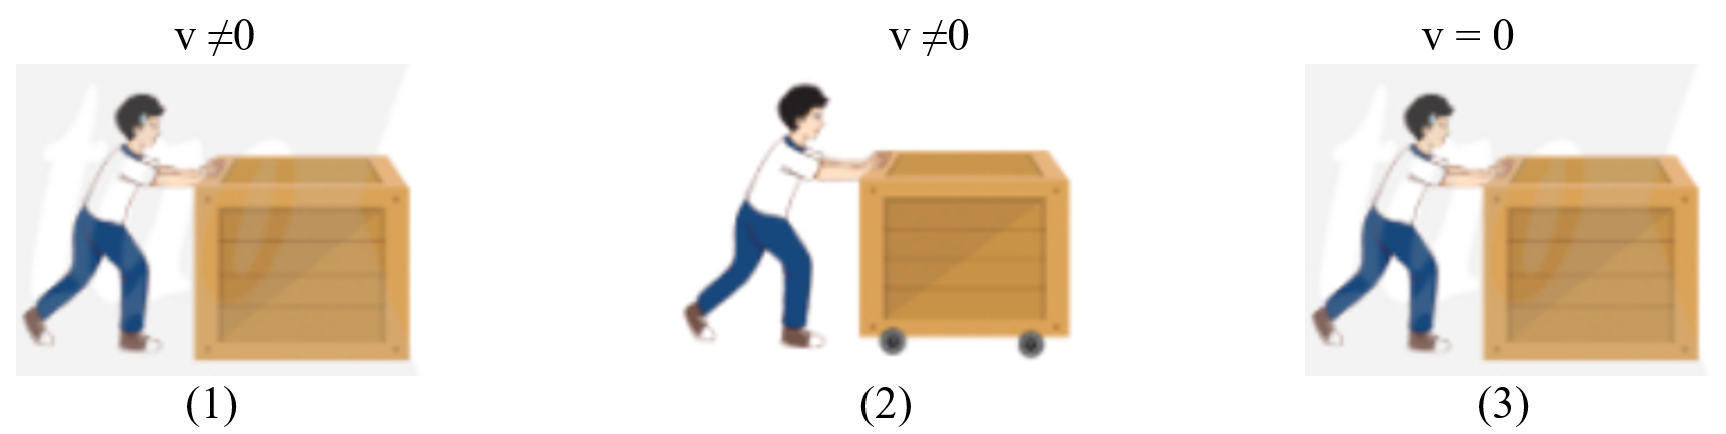 v ≠0
v ≠0
v = 0
(1)
(2)
(3)